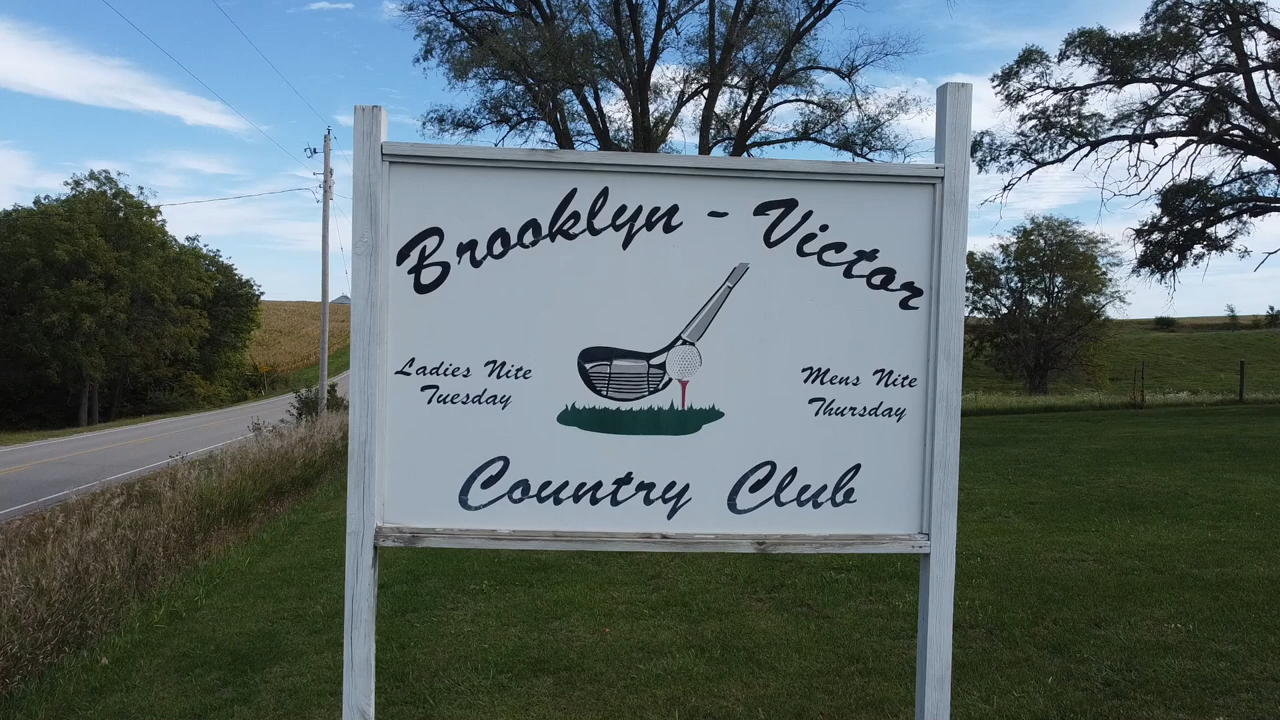 Brooklyn - Victor
Ladies Nite
Tuesday
Mens Nite
Thursday
Country Club